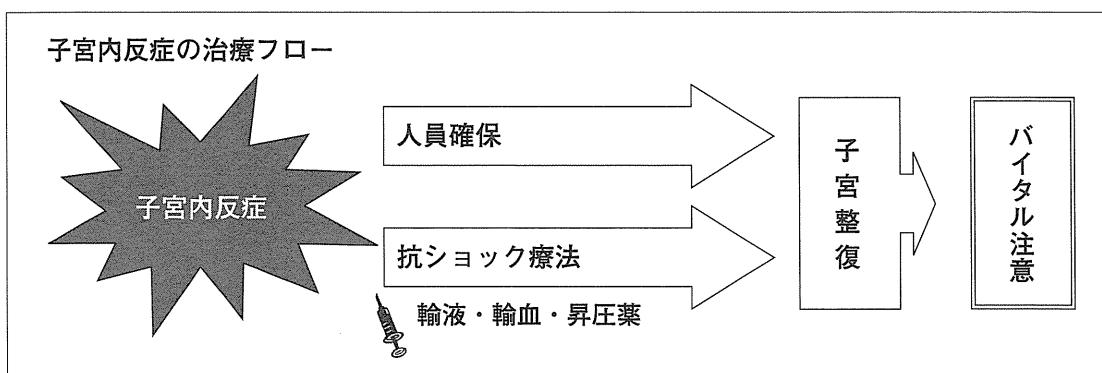 子宮内反症の治療フロー
子宮内反症
人員確保
抗ショック療法
輸液・輸血・昇圧薬
子宮整復
バイタル注意